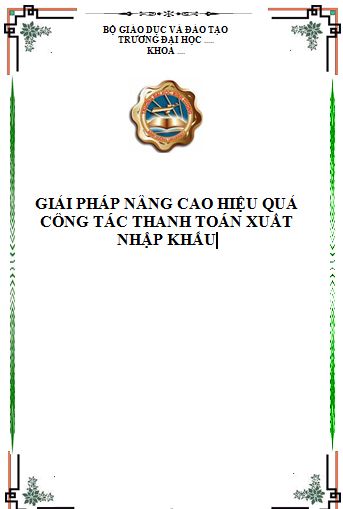 BỘ GIÁO DỤC VÀ ĐÀO TẠO
TRƯỜNG ĐẠI HỌC .....
KHOA ....
GIẢI PHÁP NÂNG CAO HIỆU QUẢ
CÔNG TÁC THANH TOÁN XUẤT
NHẬP KHẨU